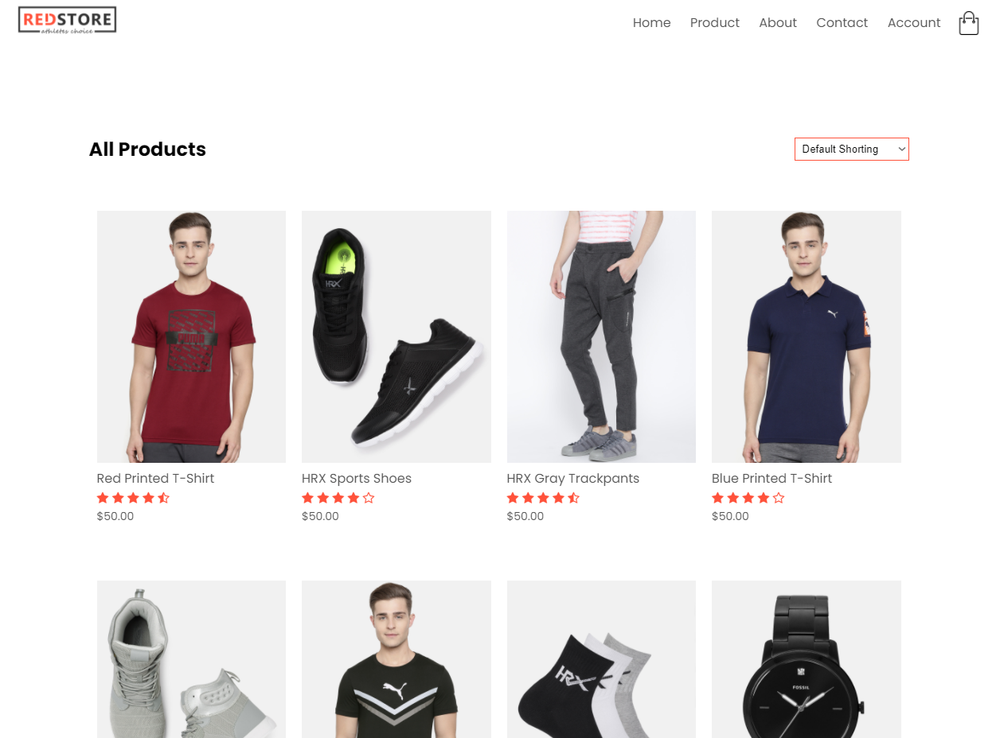 REDSTORE
athletes choice
Home Product About Contact Account
All Products
Default Shorting
PUMA
HRX
HRX
Red Printed T-Shirt
HRX Sports Shoes
HRX Gray Trackpants
Blue Printed T-Shirt
$50.00
$50.00
$50.00
$50.00
HRX
FOSSIL